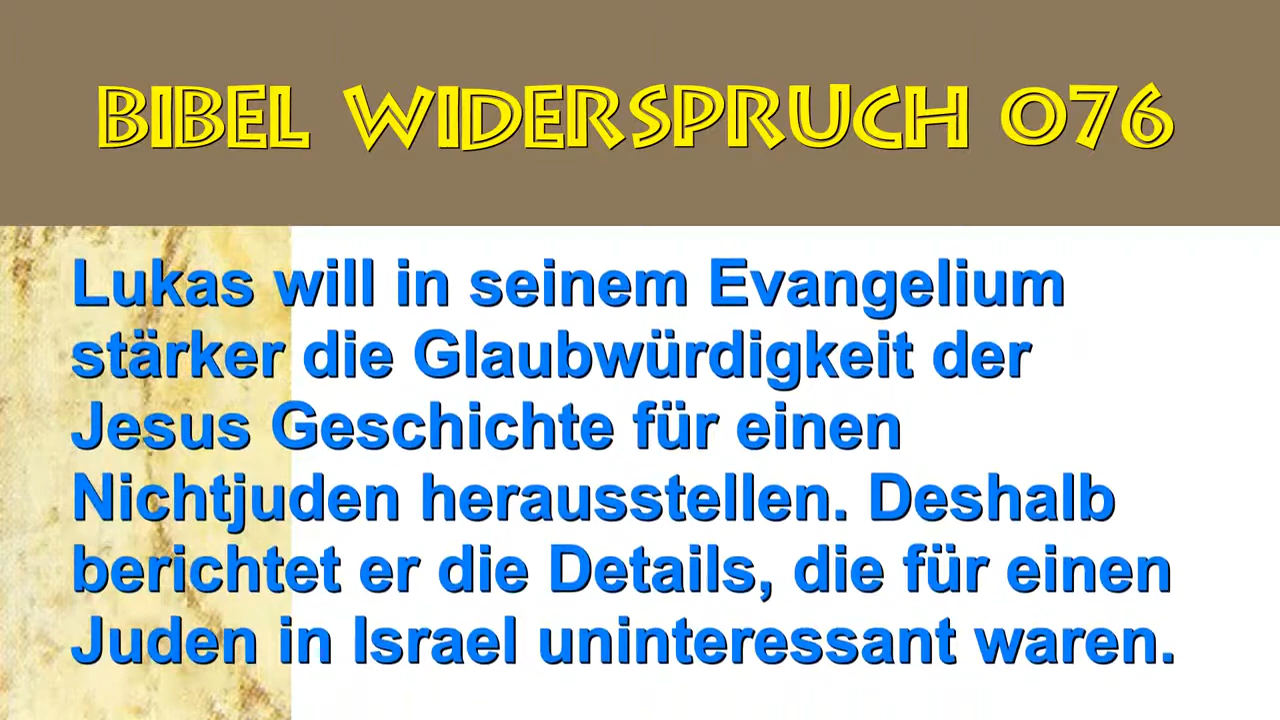 BIBEL WIDERSPRUCH 076
Lukas will in seinem Evangelium
stärker die Glaubwürdigkeit der
Jesus Geschichte für einen
Nichtjuden herausstellen. Deshalb
berichtet er die Details, die für einen
Juden in Israel uninteressant waren.